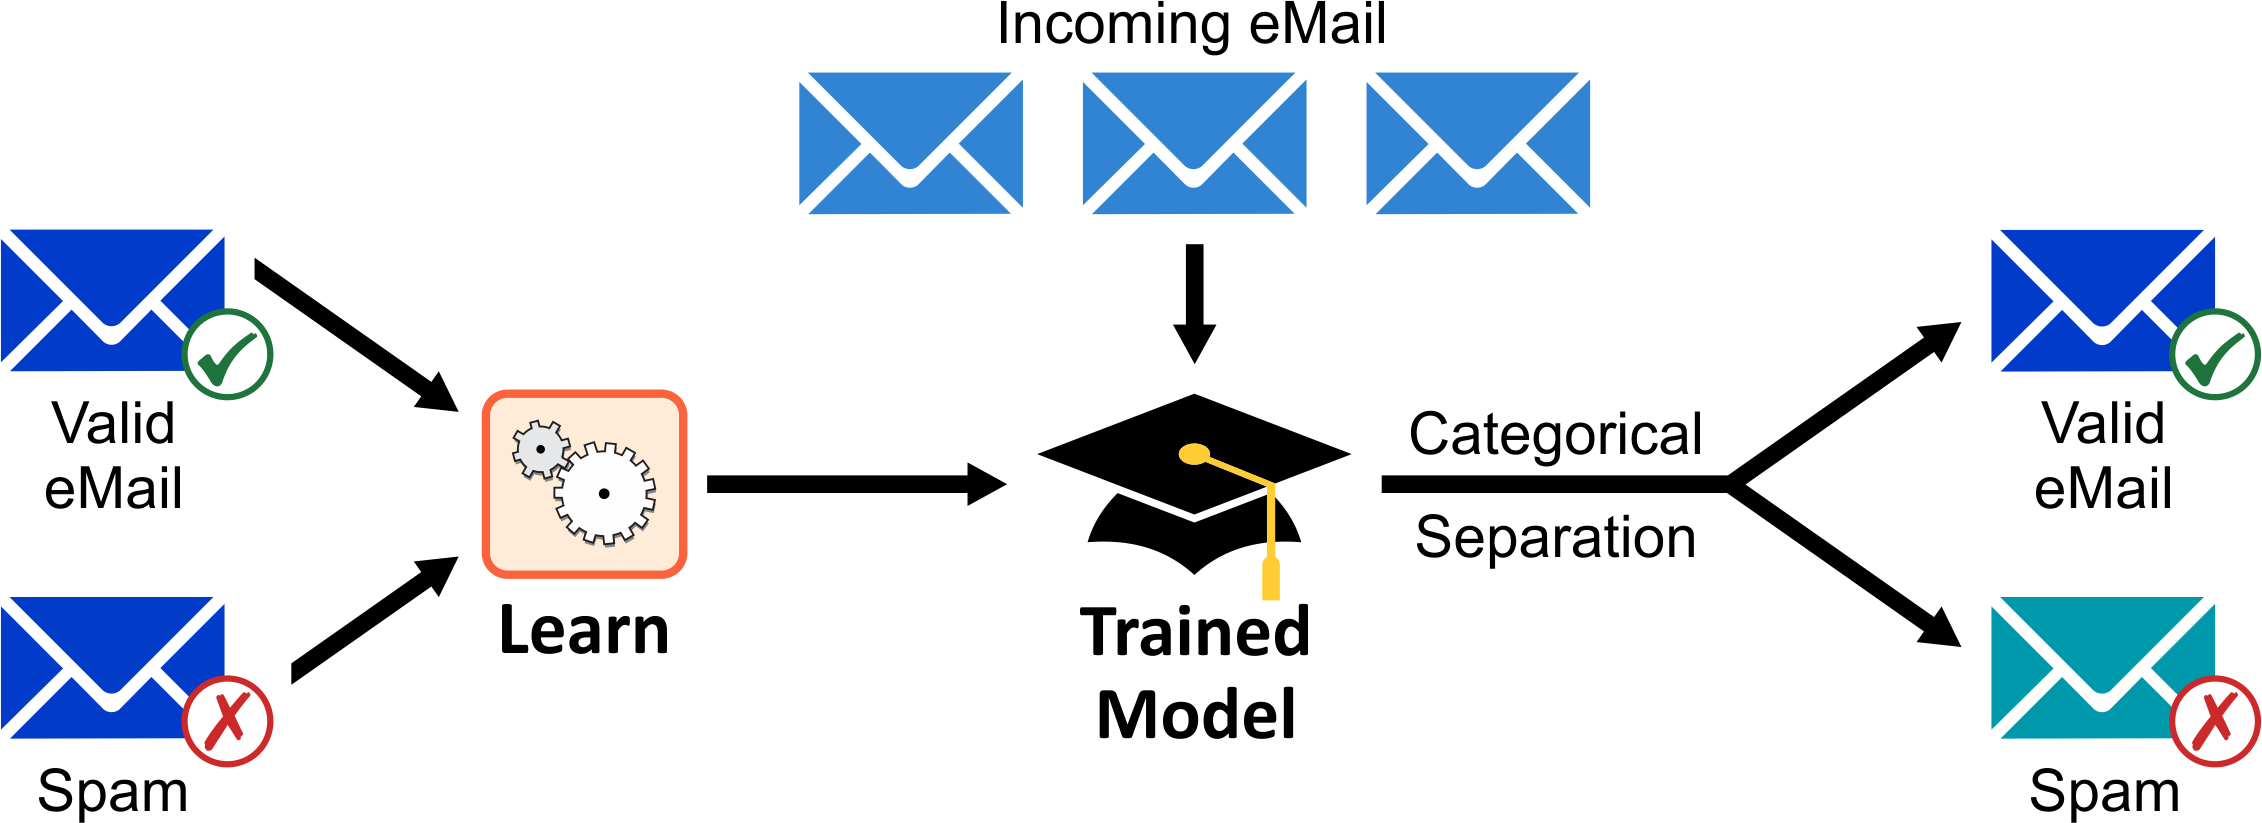 Incoming eMail
Valid
eMail
Spam
Learn
Trained
Model
Categorical
Separation
Valid
eMail
Spam